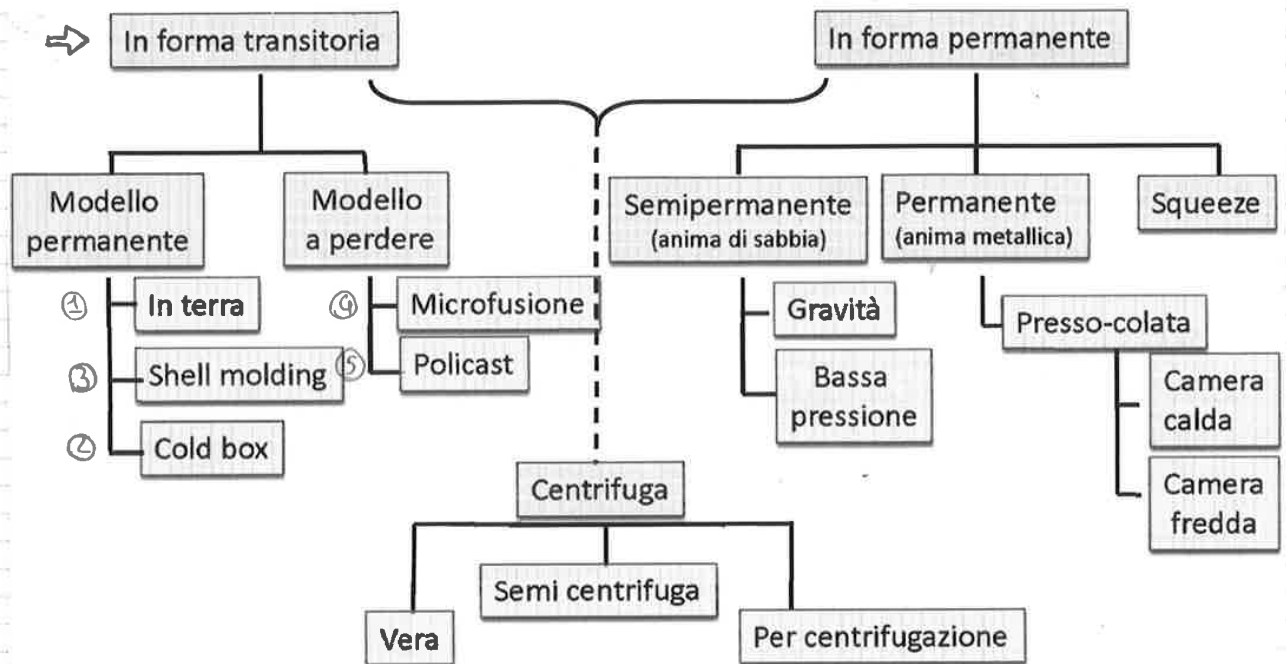 In forma transitoria
In forma permanente
Modello
permanente
Modello
a perdere
Semipermanente
(anima di sabbia)
Permanente
(anima metallica)
Squeeze
① In terra
③ Shell molding
② Cold box
④ Microfusione
⑤ Policast
Gravità
Bassa
pressione
Presso-colata
Camera
calda
Camera
fredda
Centrifuga
Semi centrifuga
Vera
Per centrifugazione